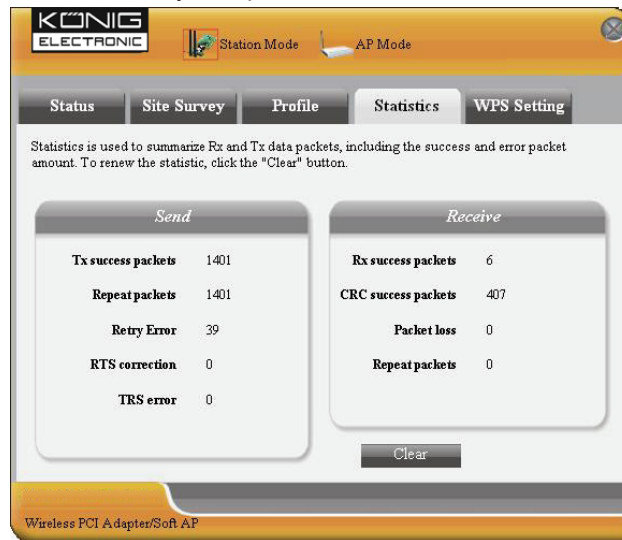 KÖNIG
ELECTRONIC
Station Mode AP Mode
Status Site Survey Profile Statistics WPS Setting
Statistics is used to summarize Rx and Tx data packets, including the success and error packet
amount. To renew the statistic, click the "Clear" button.
Send
Tx success packets 1401
Repeat packets 1401
Retry Error 39
RTS correction 0
TRS error 0
Receive
Rx success packets 6
CRC success packets 407
Packet loss 0
Repeat packets 0
Clear
Wireless PCI Adapter/Soft AP